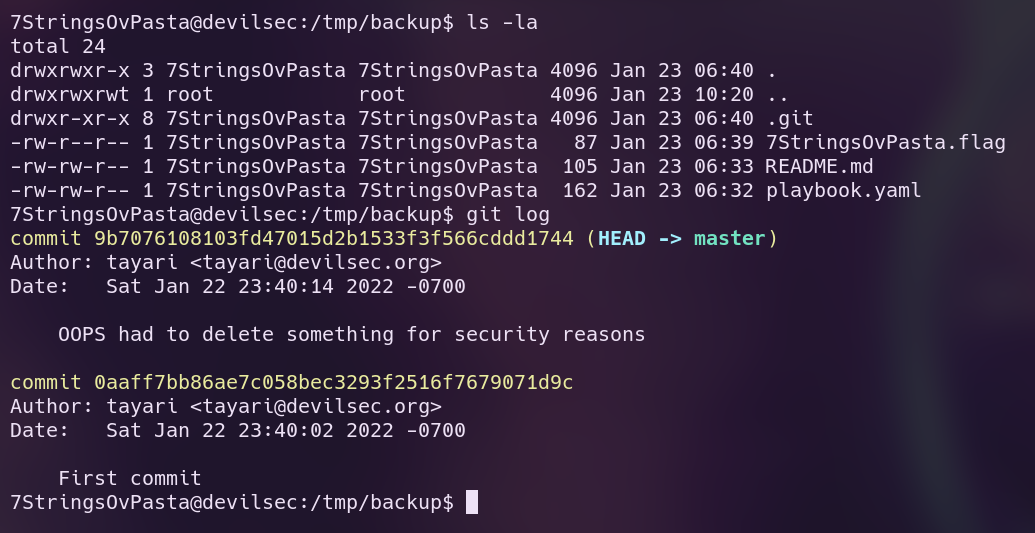 7StringsOvPasta@devilsec:/tmp/backup$ ls -la
total 24
drwxrwxr-x 3 7StringsOvPasta 7StringsOvPasta 4096 Jan 23 06:40 .
drwxrwxrwt 1 root            root            4096 Jan 23 10:20 ..
drwxr-xr-x 8 7StringsOvPasta 7StringsOvPasta 4096 Jan 23 06:40 .git
-rw-r--r-- 1 7StringsOvPasta 7StringsOvPasta   87 Jan 23 06:39 7StringsOvPasta.flag
-rw-rw-r-- 1 7StringsOvPasta 7StringsOvPasta  105 Jan 23 06:33 README.md
-rw-rw-r-- 1 7StringsOvPasta 7StringsOvPasta  162 Jan 23 06:32 playbook.yaml
7StringsOvPasta@devilsec:/tmp/backup$ git log
commit 9b7076108103fd47015d2b1533f3f566cddd1744 (HEAD -> master)
Author: tayari <tayari@devilsec.org>
Date:   Sat Jan 22 23:40:14 2022 -0700

    OOPS had to delete something for security reasons

commit 0aaff7bb86ae7c058bec3293f2516f7679071d9c
Author: tayari <tayari@devilsec.org>
Date:   Sat Jan 22 23:40:02 2022 -0700

    First commit
7StringsOvPasta@devilsec:/tmp/backup$